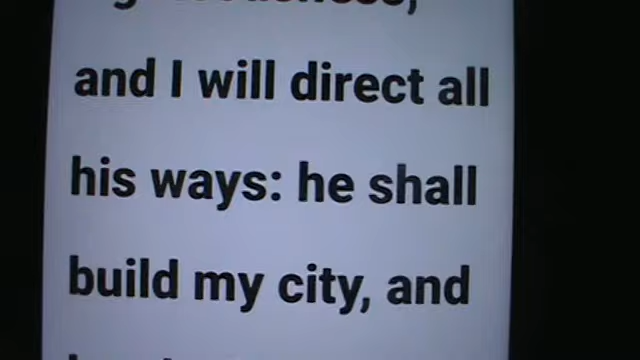 and I will direct all
his ways: he shall
build my city, and